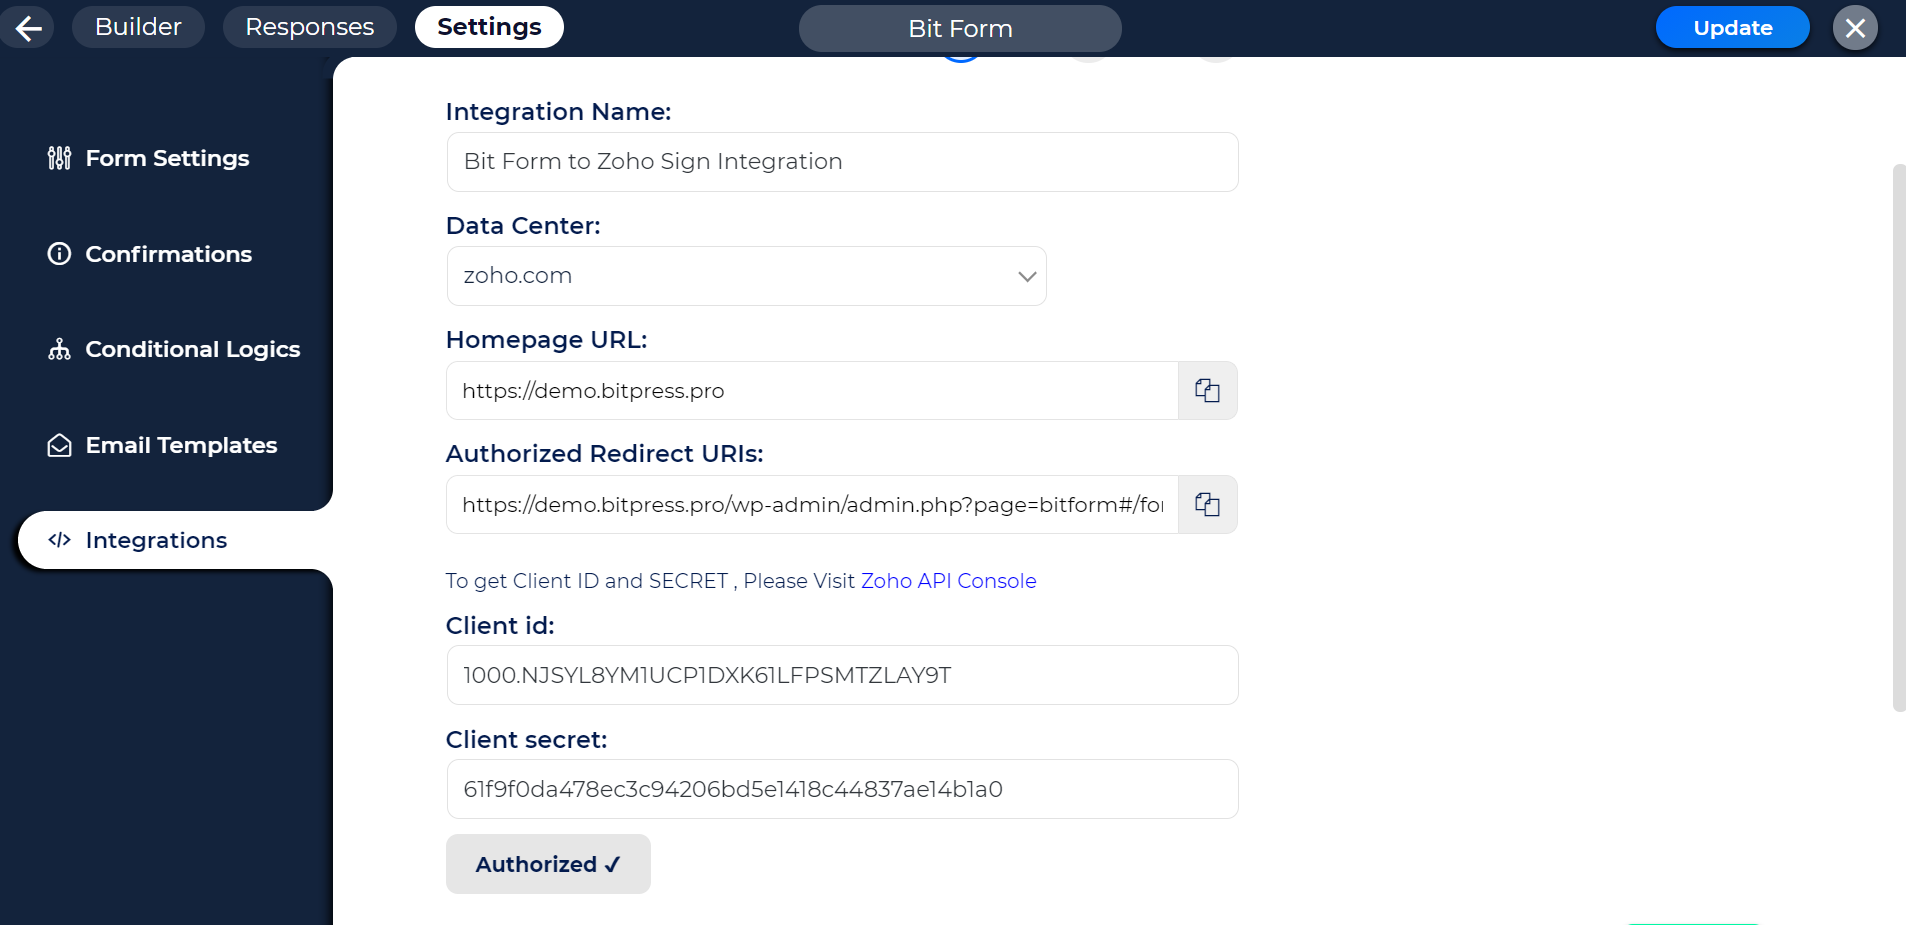 Builder Responses Settings Bit Form Update
Form Settings
Confirmations
Conditional Logics
Email Templates
</> Integrations
Integration Name:
Bit Form to Zoho Sign Integration
Data Center:
zoho.com
Homepage URL:
https://demo.bitpress.pro
Authorized Redirect URIs:
https://demo.bitpress.pro/wp-admin/admin.php?page=bitform#/for
To get Client ID and SECRET , Please Visit Zoho API Console
Client id:
1000.NJSYL8YM1UCP1DXK61LFPSMTZLAY9T
Client secret:
61f9f0da478ec3c94206bd5e1418c44837ae14b1a0
Authorized ✓